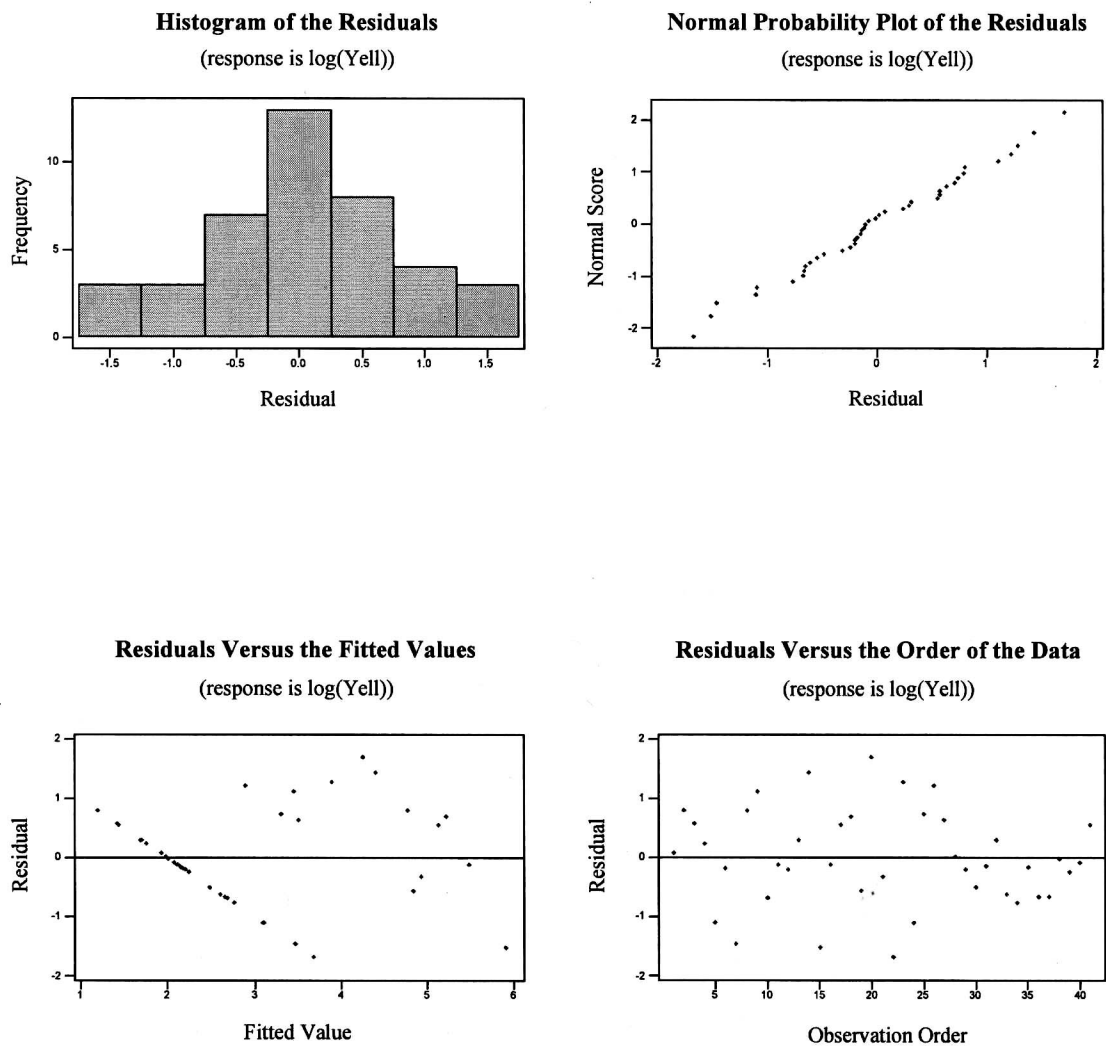 Histogram of the Residuals
(response is log(Yell))
Frequency
10
5
0
-1.5 -1.0 -0.5 0.0 0.5 1.0 1.5
Residual
Normal Probability Plot of the Residuals
(response is log(Yell))
Normal Score
2
1
0
-1
-2
-2 -1 0 1 2
Residual
Residuals Versus the Fitted Values
(response is log(Yell))
Residual
2
1
0
-1
-2
1 2 3 4 5 6
Fitted Value
Residuals Versus the Order of the Data
(response is log(Yell))
Residual
2
1
0
-1
-2
5 10 15 20 25 30 35 40
Observation Order